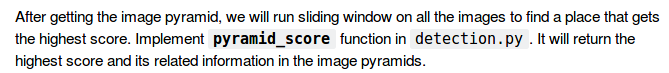 After getting the image pyramid, we will run sliding window on all the images to find a place that gets
the highest score. Implement pyramid_score function in detection.py . It will return the
highest score and its related information in the image pyramids.